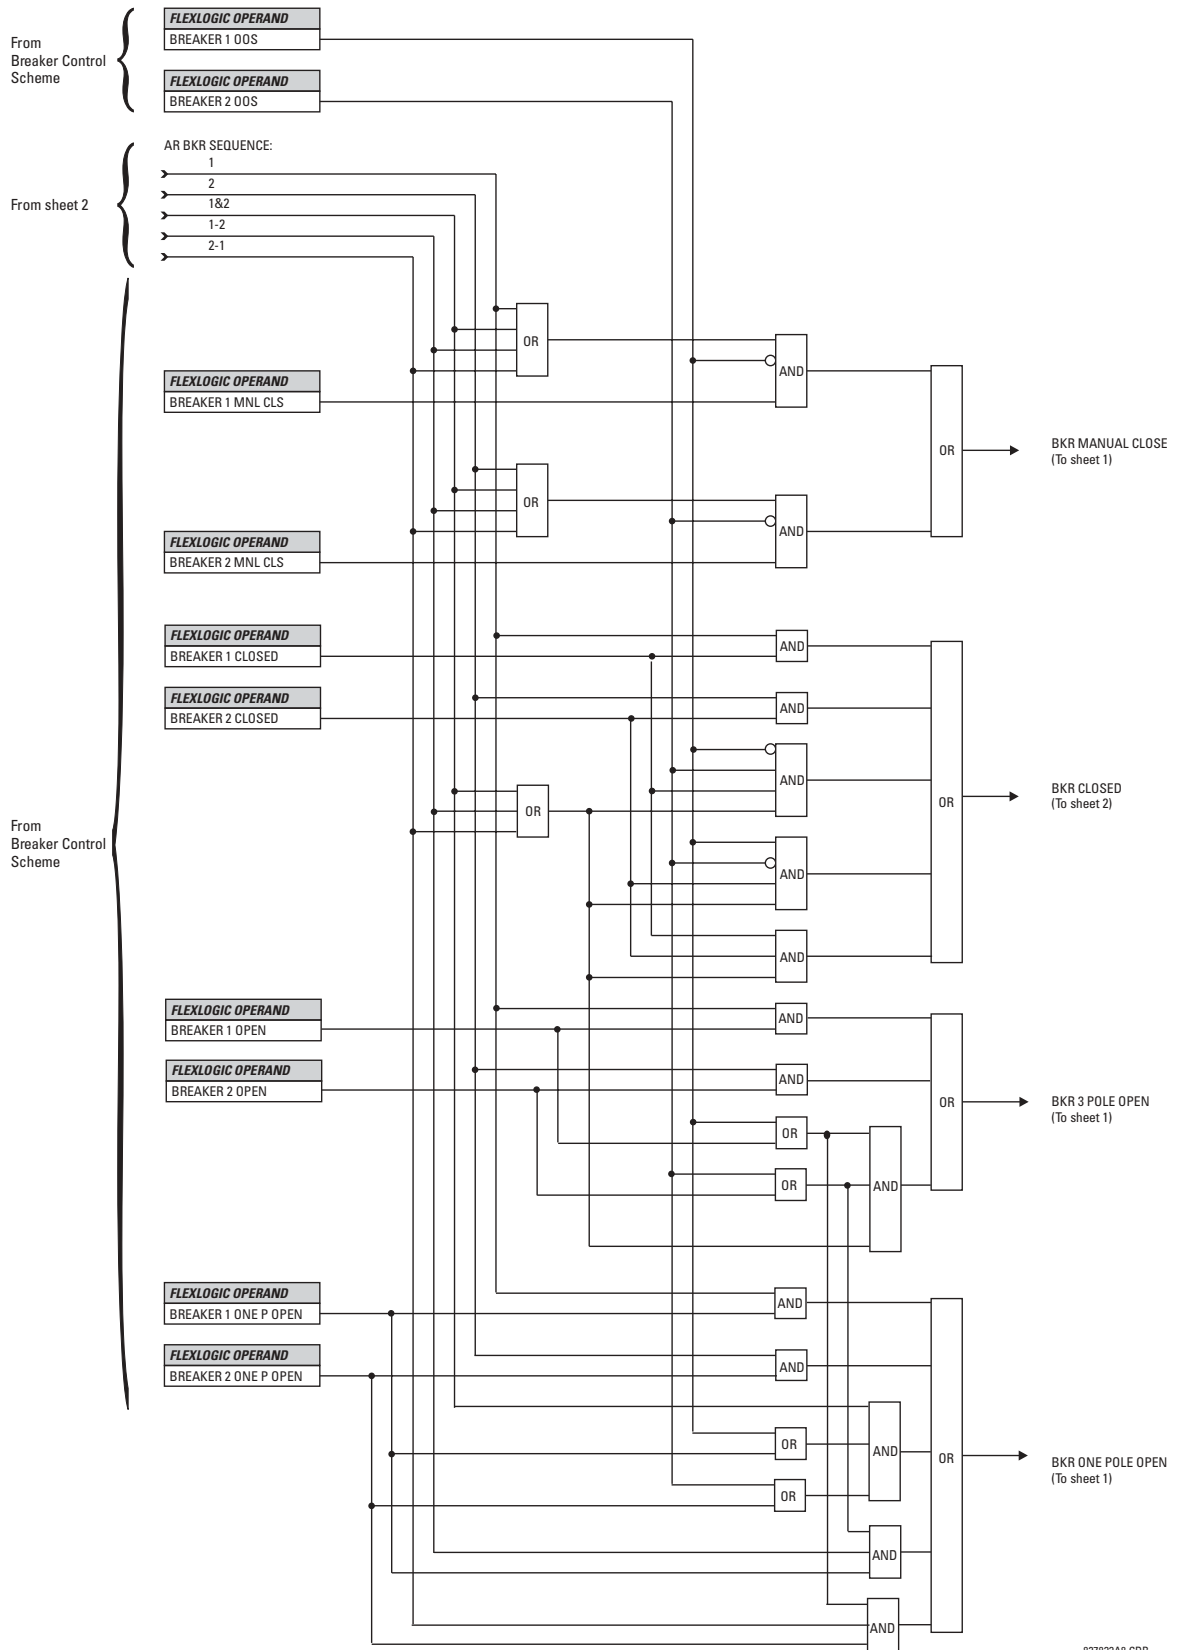 From
Breaker Control
Scheme
FLEXLOGIC OPERAND
BREAKER 1 OOS
FLEXLOGIC OPERAND
BREAKER 2 OOS
From sheet 2
AR BKR SEQUENCE:
1
2
1&2
1-2
2-1
OR
AND
FLEXLOGIC OPERAND
BREAKER 1 MNL CLS
OR
BKR MANUAL CLOSE
(To sheet 1)
OR
AND
FLEXLOGIC OPERAND
BREAKER 2 MNL CLS
FLEXLOGIC OPERAND
BREAKER 1 CLOSED
AND
FLEXLOGIC OPERAND
BREAKER 2 CLOSED
AND
AND
OR
OR
BKR CLOSED
(To sheet 2)
From
Breaker Control
Scheme
AND
AND
FLEXLOGIC OPERAND
BREAKER 1 OPEN
AND
FLEXLOGIC OPERAND
BREAKER 2 OPEN
AND
OR
BKR 3 POLE OPEN
(To sheet 1)
OR
OR
AND
FLEXLOGIC OPERAND
BREAKER 1 ONE P OPEN
AND
FLEXLOGIC OPERAND
BREAKER 2 ONE P OPEN
AND
OR
AND
OR
BKR ONE POLE OPEN
(To sheet 1)
OR
AND
AND